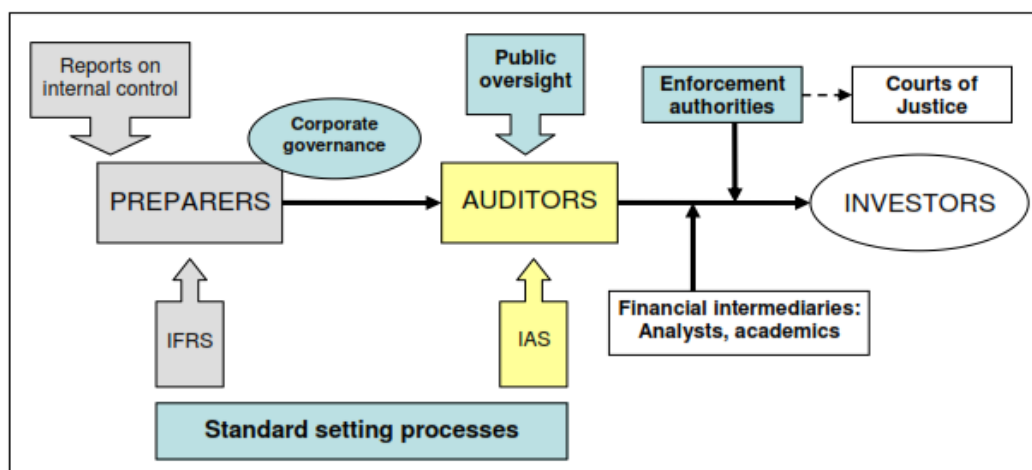 Reports on
internal control
Public
oversight
Enforcement
authorities
Courts of
Justice
Corporate
governance
PREPARERS
AUDITORS
INVESTORS
Financial intermediaries:
Analysts, academics
IFRS
IAS
Standard setting processes